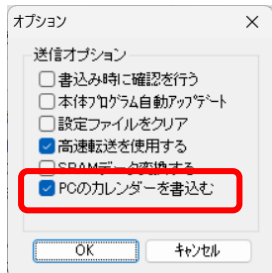 オプション
送信オプション
書込み時に確認を行う
本体ﾌﾟﾛｸﾞﾗﾑ自動ｱｯﾌﾟﾃﾞｰﾄ
設定ファイルをクリア
高速転送を使用する
SRAMデータ変換する
PCのカレンダーを書込む
OK ｷｬﾝｾﾙ